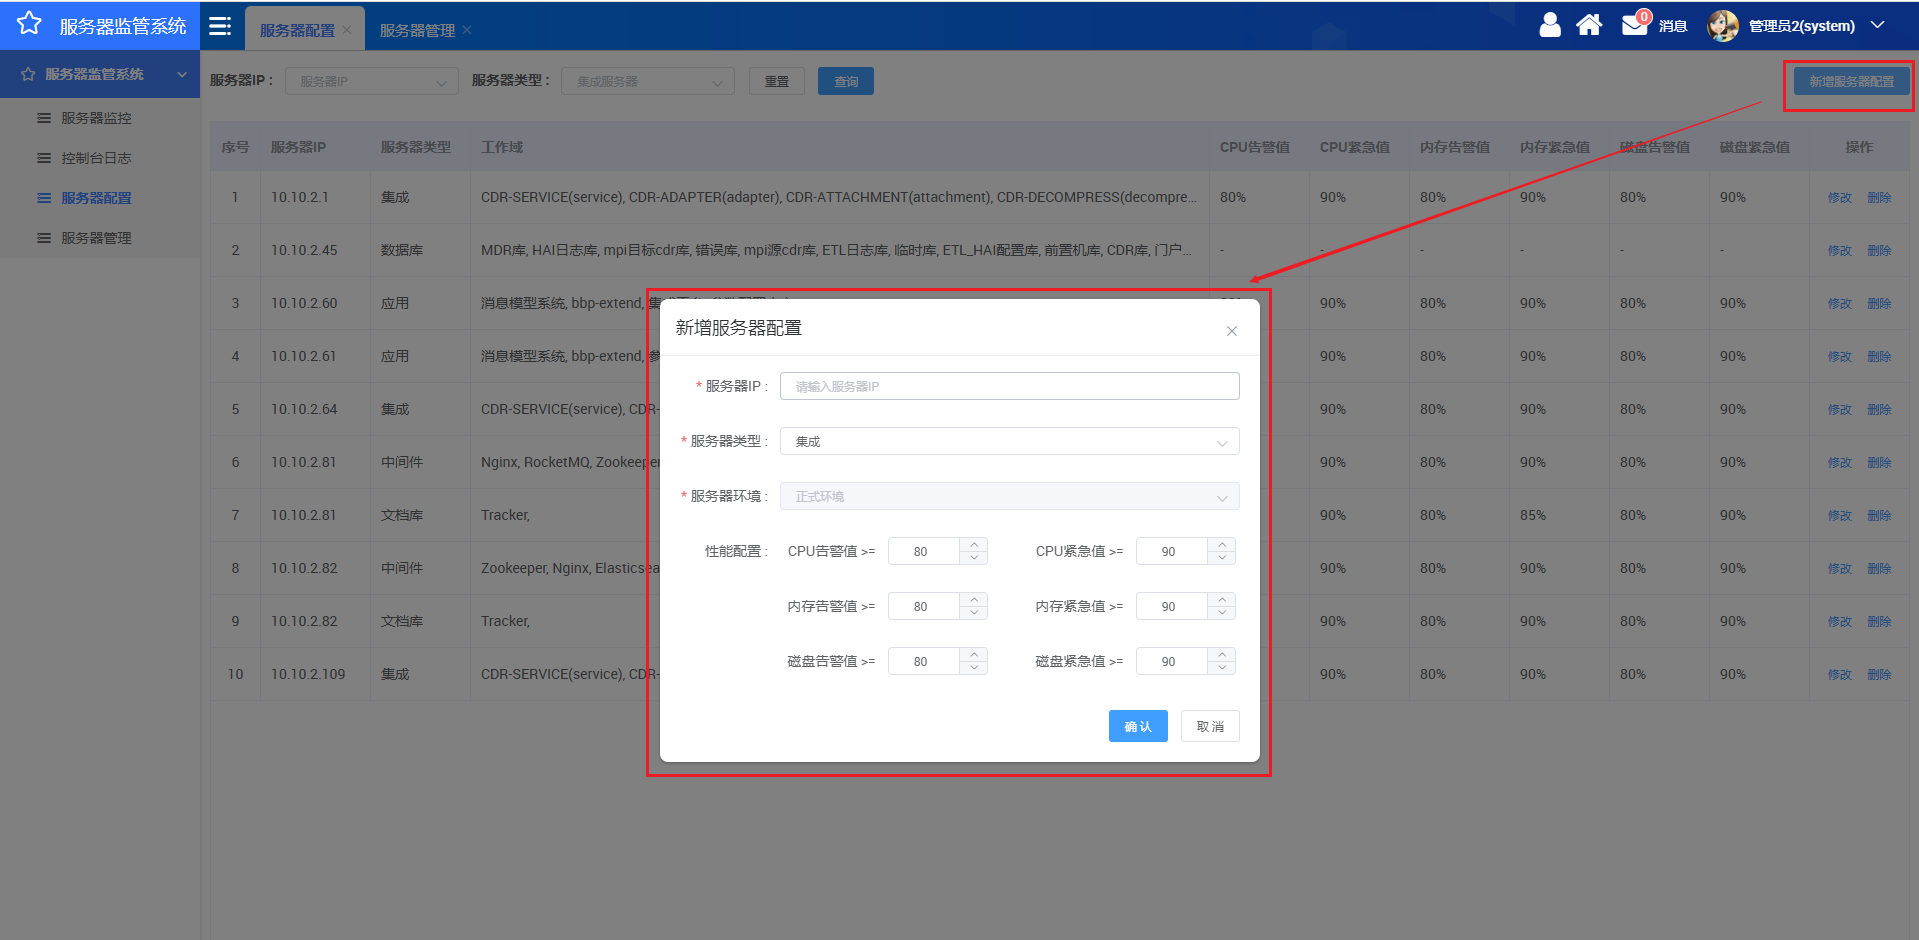 服务器监管系统
服务器配置 ×
服务器管理 ×
0
消息
管理员2(system)
服务器监管系统
服务器监控
控制台日志
服务器配置
服务器管理
服务器IP : 服务器IP 服务器类型 : 集成服务器 重置 查询 新增服务器配置
序号 服务器IP 服务器类型 工作域 CPU告警值 CPU紧急值 内存告警值 内存紧急值 磁盘告警值 磁盘紧急值 操作
1 10.10.2.1 集成 CDR-SERVICE(service), CDR-ADAPTER(adapter), CDR-ATTACHMENT(attachment), CDR-DECOMPRESS(decompre... 80% 90% 80% 90% 80% 90% 修改 删除
2 10.10.2.45 数据库 MDR库, HAI日志库, mpi目标cdr库, 错误库, mpi源cdr库, ETL日志库, 临时库, ETL_HAI配置库, 前置机库, CDR库, 门户... - - - - - - 修改 删除
3 10.10.2.60 应用 消息模型系统, bbp-extend, 90% 80% 90% 80% 90% 修改 删除
4 10.10.2.61 应用 消息模型系统, bbp-extend, 90% 80% 90% 80% 90% 修改 删除
5 10.10.2.64 集成 CDR-SERVICE(service), CDR- 90% 80% 90% 80% 90% 修改 删除
6 10.10.2.81 中间件 Nginx, RocketMQ, Zookeeper 90% 80% 90% 80% 90% 修改 删除
7 10.10.2.81 文档库 Tracker, 90% 80% 85% 80% 90% 修改 删除
8 10.10.2.82 中间件 Zookeeper, Nginx, Elasticsea 90% 80% 90% 80% 90% 修改 删除
9 10.10.2.82 文档库 Tracker, 90% 80% 90% 80% 90% 修改 删除
10 10.10.2.109 集成 CDR-SERVICE(service), CDR- 90% 80% 90% 80% 90% 修改 删除
新增服务器配置 ×
* 服务器IP : 请输入服务器IP
* 服务器类型 : 集成
* 服务器环境 : 正式环境
性能配置 : CPU告警值 >= 80 CPU紧急值 >= 90
内存告警值 >= 80 内存紧急值 >= 90
磁盘告警值 >= 80 磁盘紧急值 >= 90
确 认 取 消